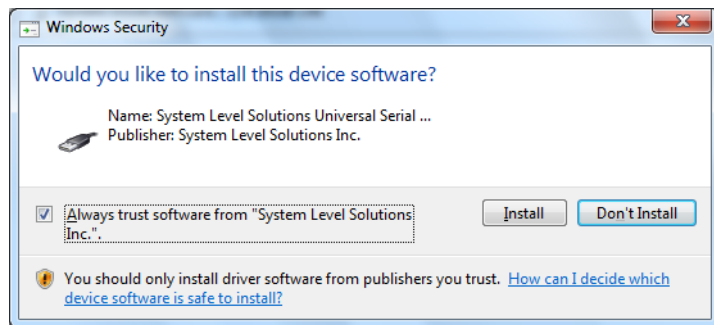 Windows Security
Would you like to install this device software?
Name: System Level Solutions Universal Serial ...
Publisher: System Level Solutions Inc.
Always trust software from "System Level Solutions
Inc.".
Install
Don't Install
You should only install driver software from publishers you trust. How can I decide which
device software is safe to install?